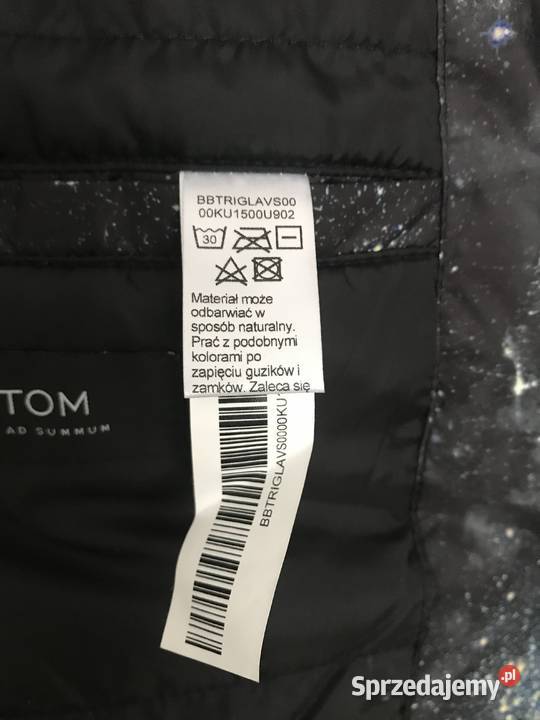 BBTRIGLAVS00
00KU1500U902
30
Materiał może
odbarwiać w
sposób naturalny.
Prać z podobnymi
kolorami po
zapięciu guzików i
zamków. Zaleca się
BBTRIGLAVS0000KU
TOM
AD SUMMUM
Sprzedajemy.pl